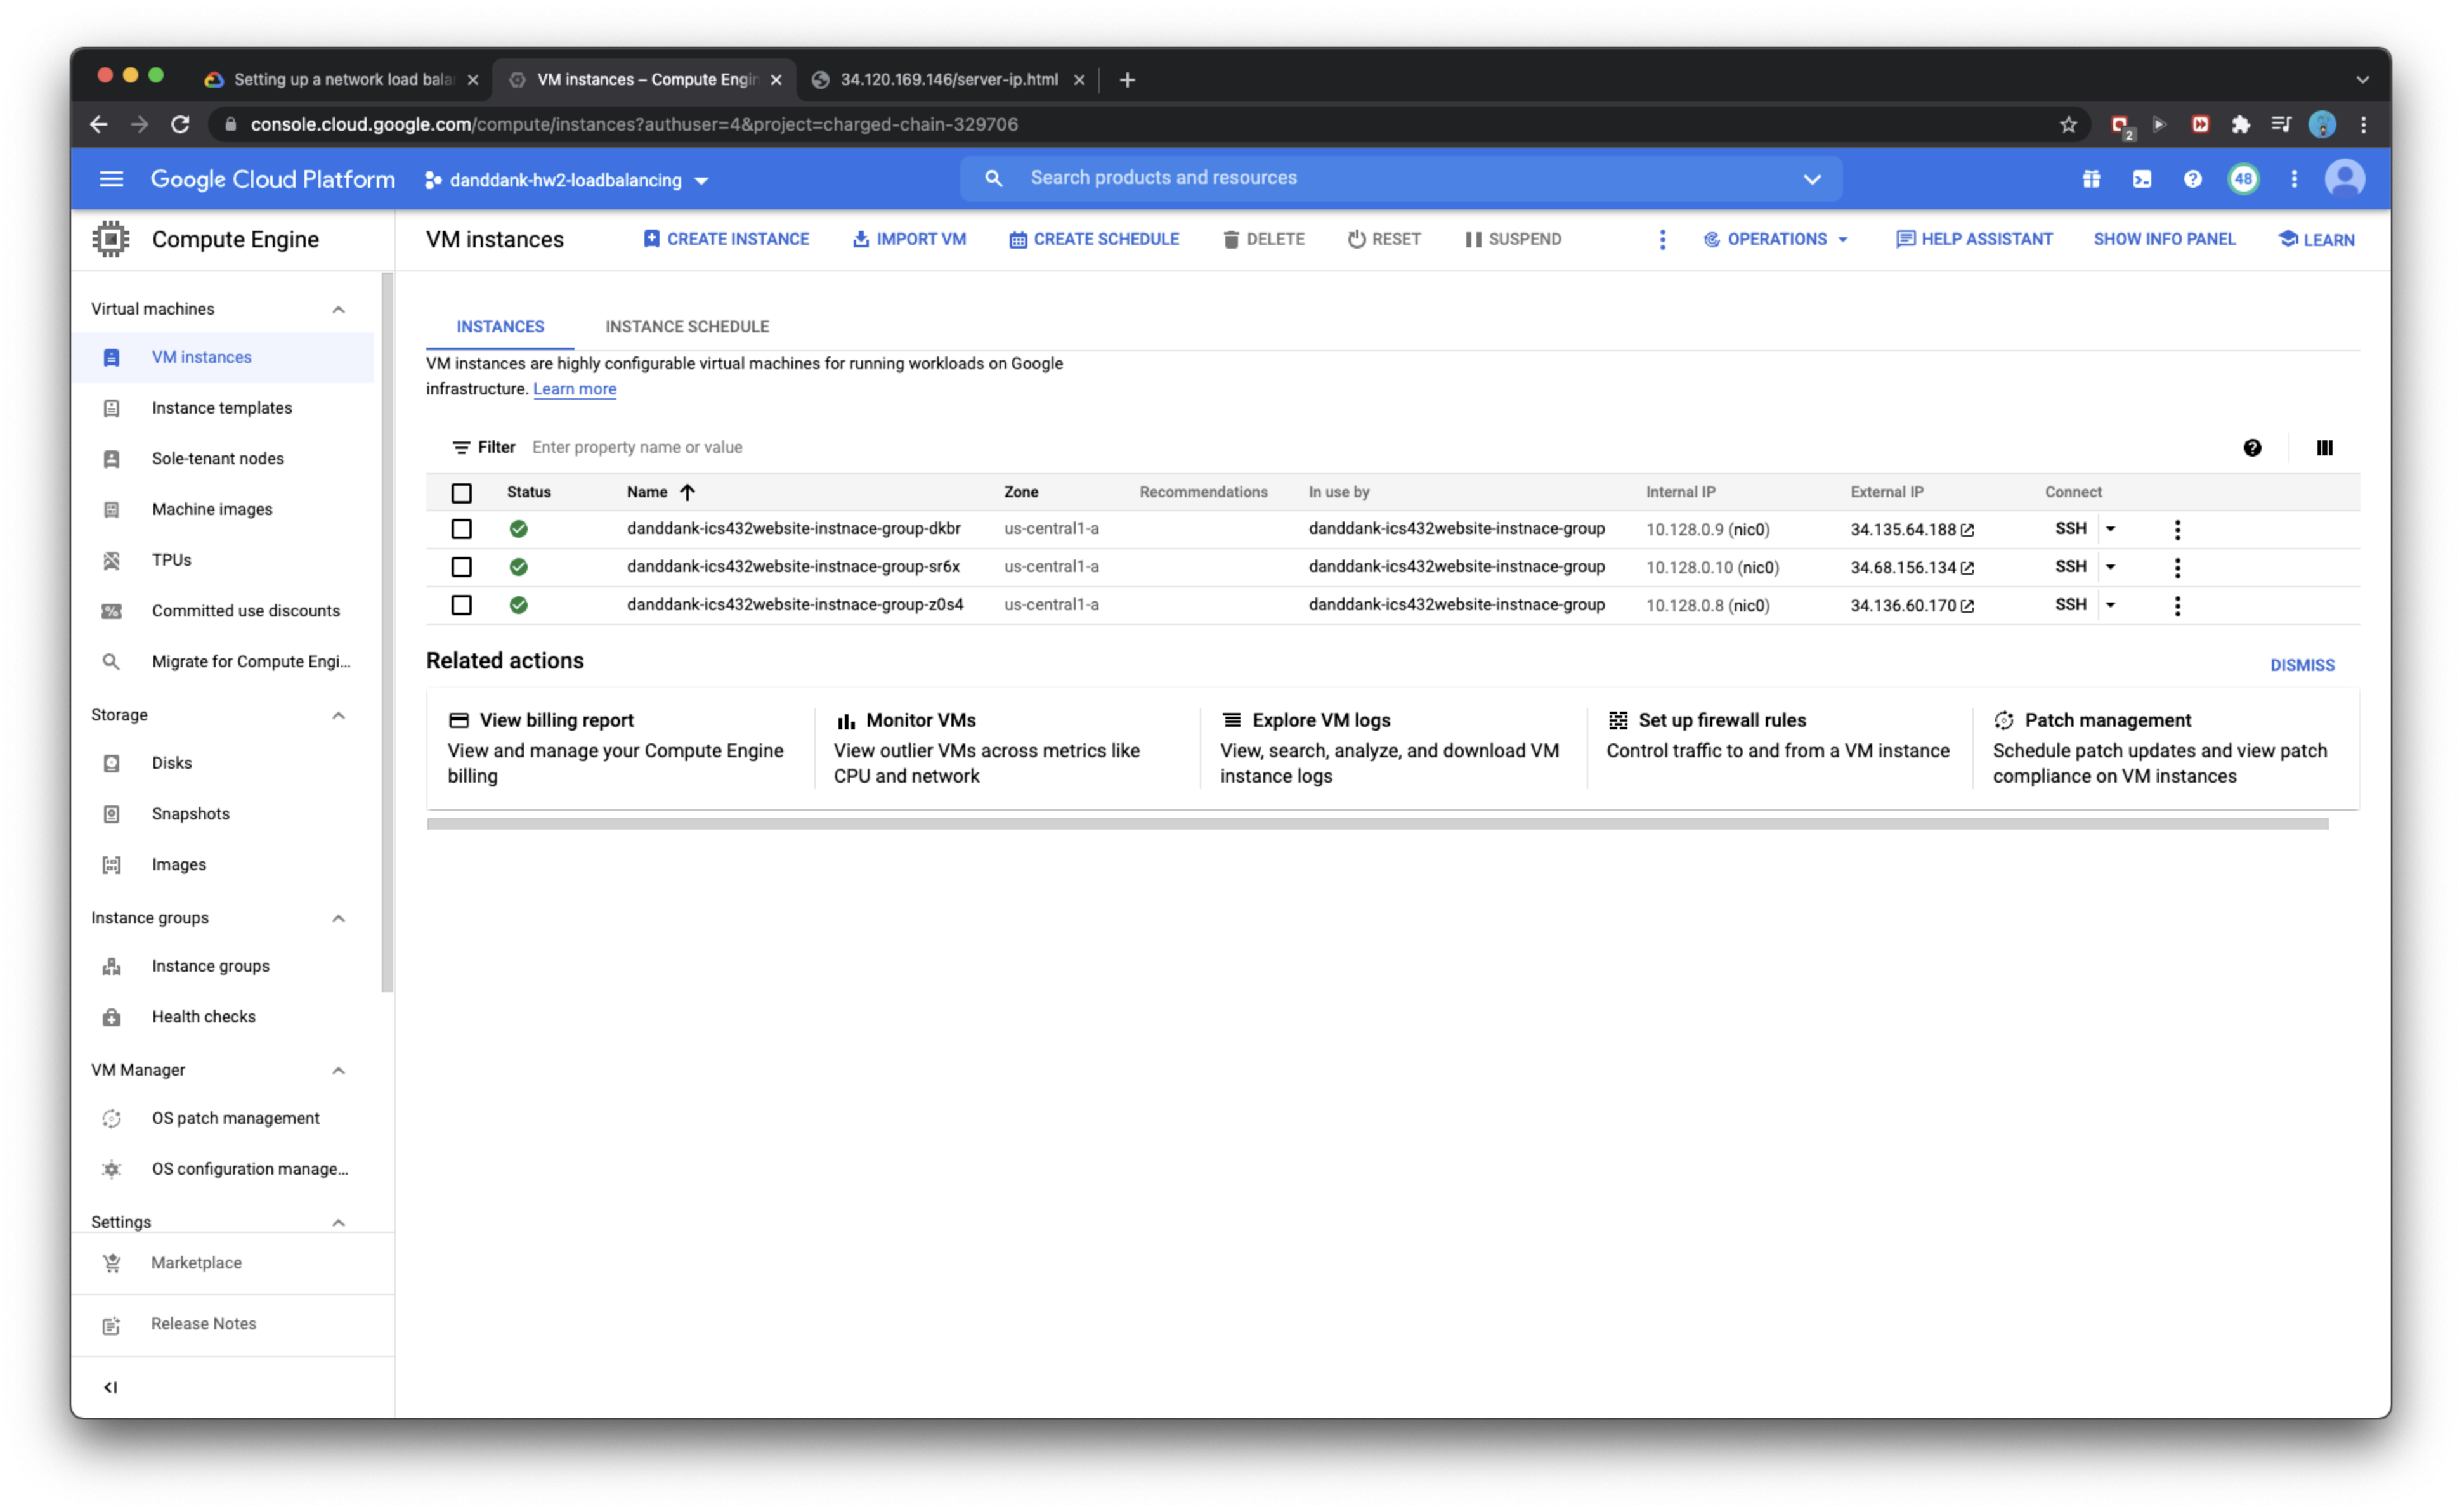 Setting up a network load bala
VM instances – Compute Engin
34.120.169.146/server-ip.html
console.cloud.google.com/compute/instances?authuser=4&project=charged-chain-329706
2
Google Cloud Platform
danddank-hw2-loadbalancing
Search products and resources
48
Compute Engine
VM instances
CREATE INSTANCE
IMPORT VM
CREATE SCHEDULE
DELETE
RESET
SUSPEND
OPERATIONS
HELP ASSISTANT
SHOW INFO PANEL
LEARN
Virtual machines
VM instances
Instance templates
Sole-tenant nodes
Machine images
TPUs
Committed use discounts
Migrate for Compute Engi...
Storage
Disks
Snapshots
Images
Instance groups
Instance groups
Health checks
VM Manager
OS patch management
OS configuration manage...
Settings
Marketplace
Release Notes
INSTANCES
INSTANCE SCHEDULE
VM instances are highly configurable virtual machines for running workloads on Google
infrastructure. Learn more
Filter Enter property name or value
Status Name Zone Recommendations In use by Internal IP External IP Connect
danddank-ics432website-instnace-group-dkbr us-central1-a danddank-ics432website-instnace-group 10.128.0.9 (nic0) 34.135.64.188 SSH
danddank-ics432website-instnace-group-sr6x us-central1-a danddank-ics432website-instnace-group 10.128.0.10 (nic0) 34.68.156.134 SSH
danddank-ics432website-instnace-group-z0s4 us-central1-a danddank-ics432website-instnace-group 10.128.0.8 (nic0) 34.136.60.170 SSH
Related actions
DISMISS
View billing report
View and manage your Compute Engine
billing
Monitor VMs
View outlier VMs across metrics like
CPU and network
Explore VM logs
View, search, analyze, and download VM
instance logs
Set up firewall rules
Control traffic to and from a VM instance
Patch management
Schedule patch updates and view patch
compliance on VM instances